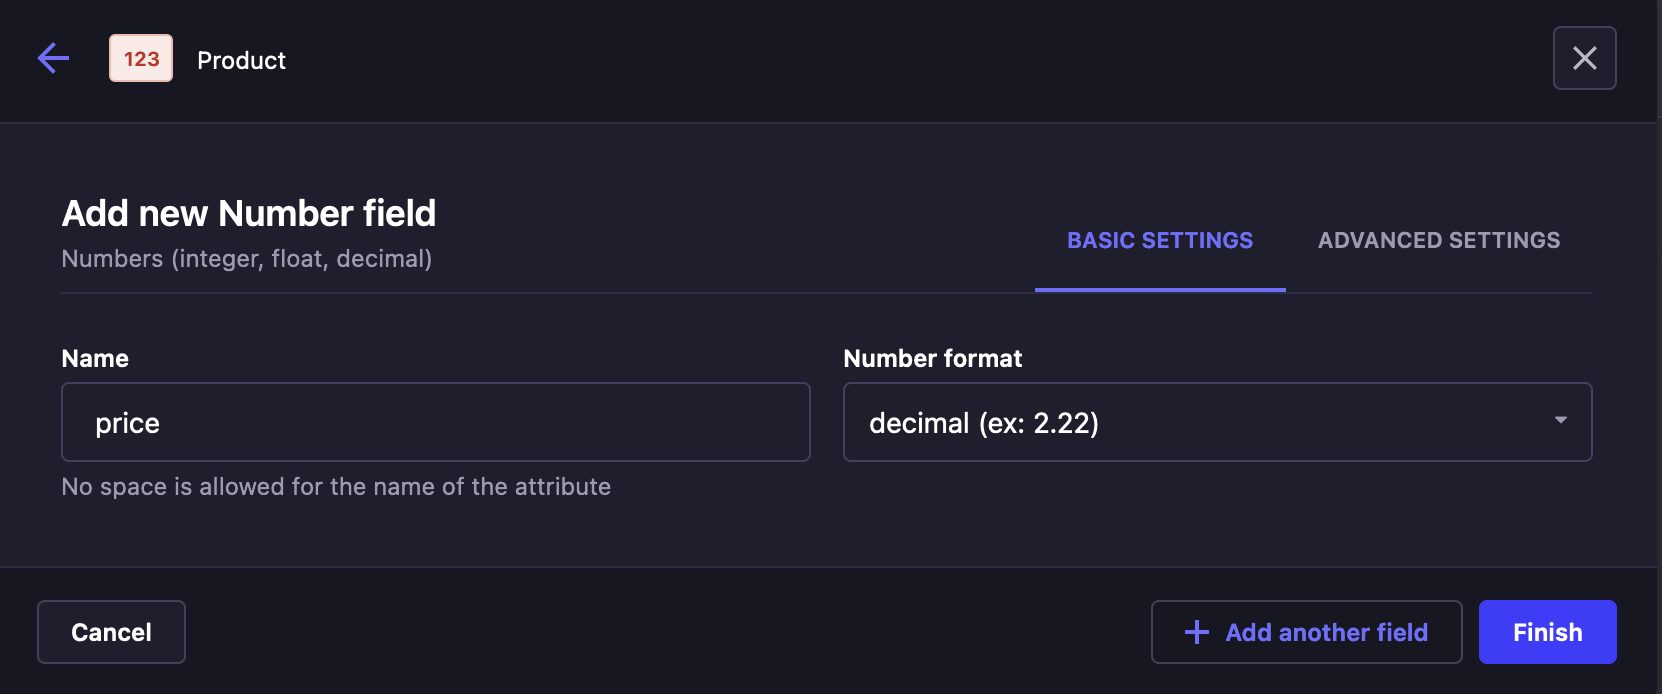 123 Product
Add new Number field
Numbers (integer, float, decimal)
BASIC SETTINGS
ADVANCED SETTINGS
Name
price
No space is allowed for the name of the attribute
Number format
decimal (ex: 2.22)
Cancel
Add another field
Finish